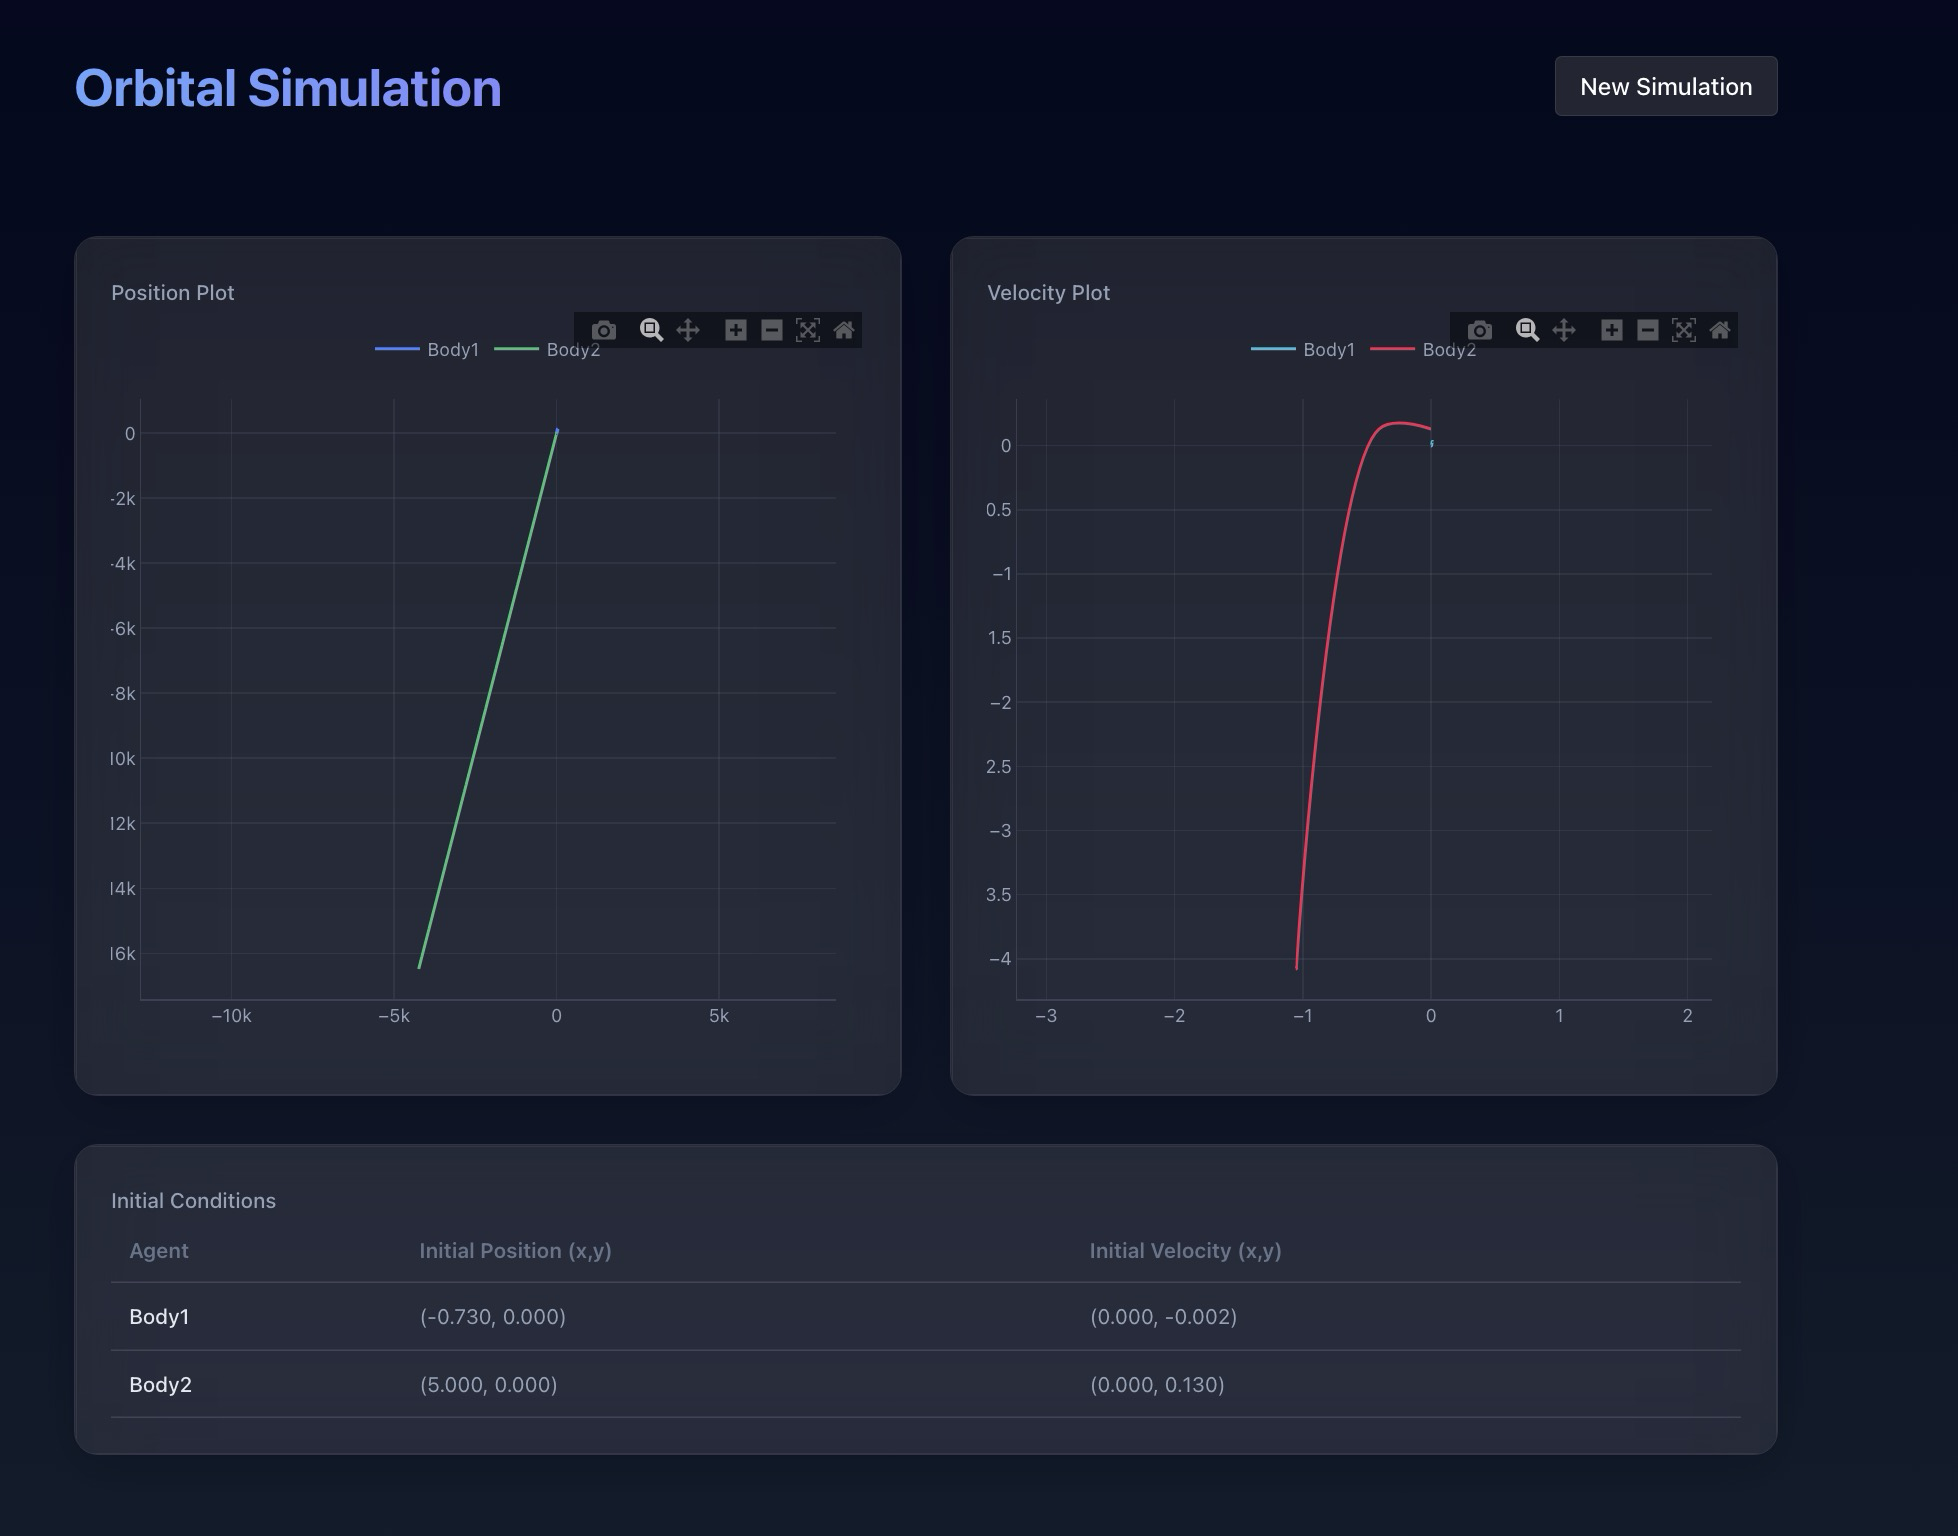 Orbital Simulation
New Simulation
Position Plot
Body1 Body2
0
-2k
-4k
-6k
-8k
10k
12k
14k
16k
−10k −5k 0 5k
Velocity Plot
Body1 Body2
0
0.5
−1
1.5
−2
2.5
−3
3.5
−4
−3 −2 −1 0 1 2
Initial Conditions
Agent Initial Position (x,y) Initial Velocity (x,y)
Body1 (-0.730, 0.000) (0.000, -0.002)
Body2 (5.000, 0.000) (0.000, 0.130)